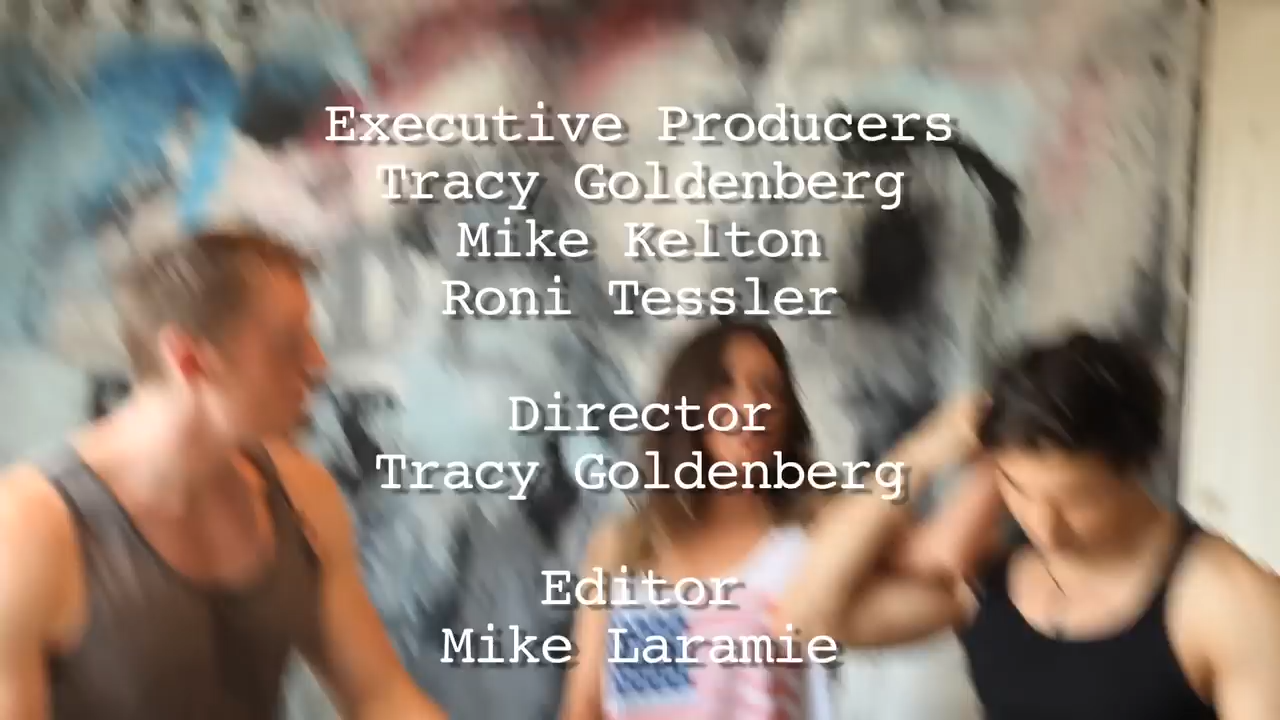 Executive Producers
Tracy Goldenberg
Mike Kelton
Roni Tessler
Director
Tracy Goldenberg
Editor
Mike Laramie